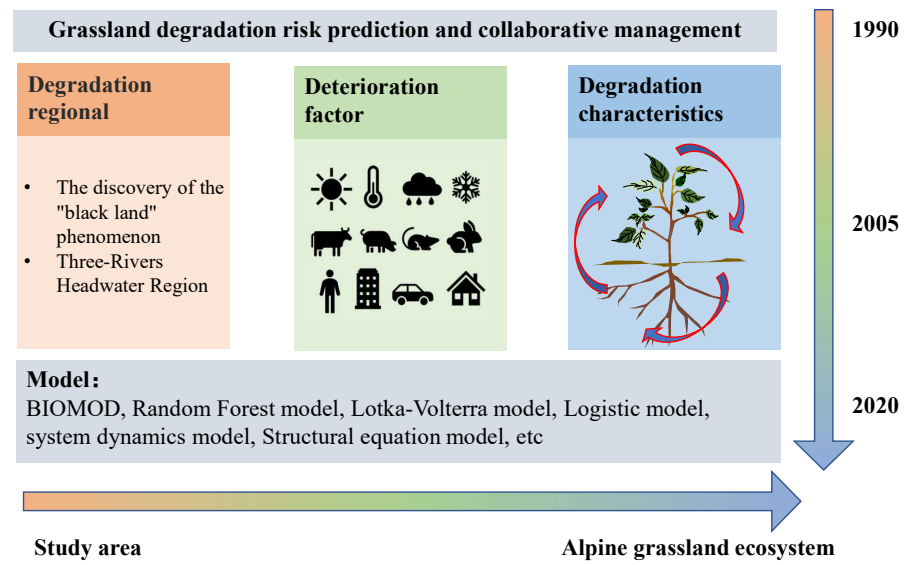 Grassland degradation risk prediction and collaborative management
1990
Degradation
regional
Deterioration
factor
Degradation
characteristics
• The discovery of the
"black land"
phenomenon
• Three-Rivers
Headwater Region
2005
Model：
BIOMOD, Random Forest model, Lotka-Volterra model, Logistic model,
system dynamics model, Structural equation model, etc
2020
Study area
Alpine grassland ecosystem